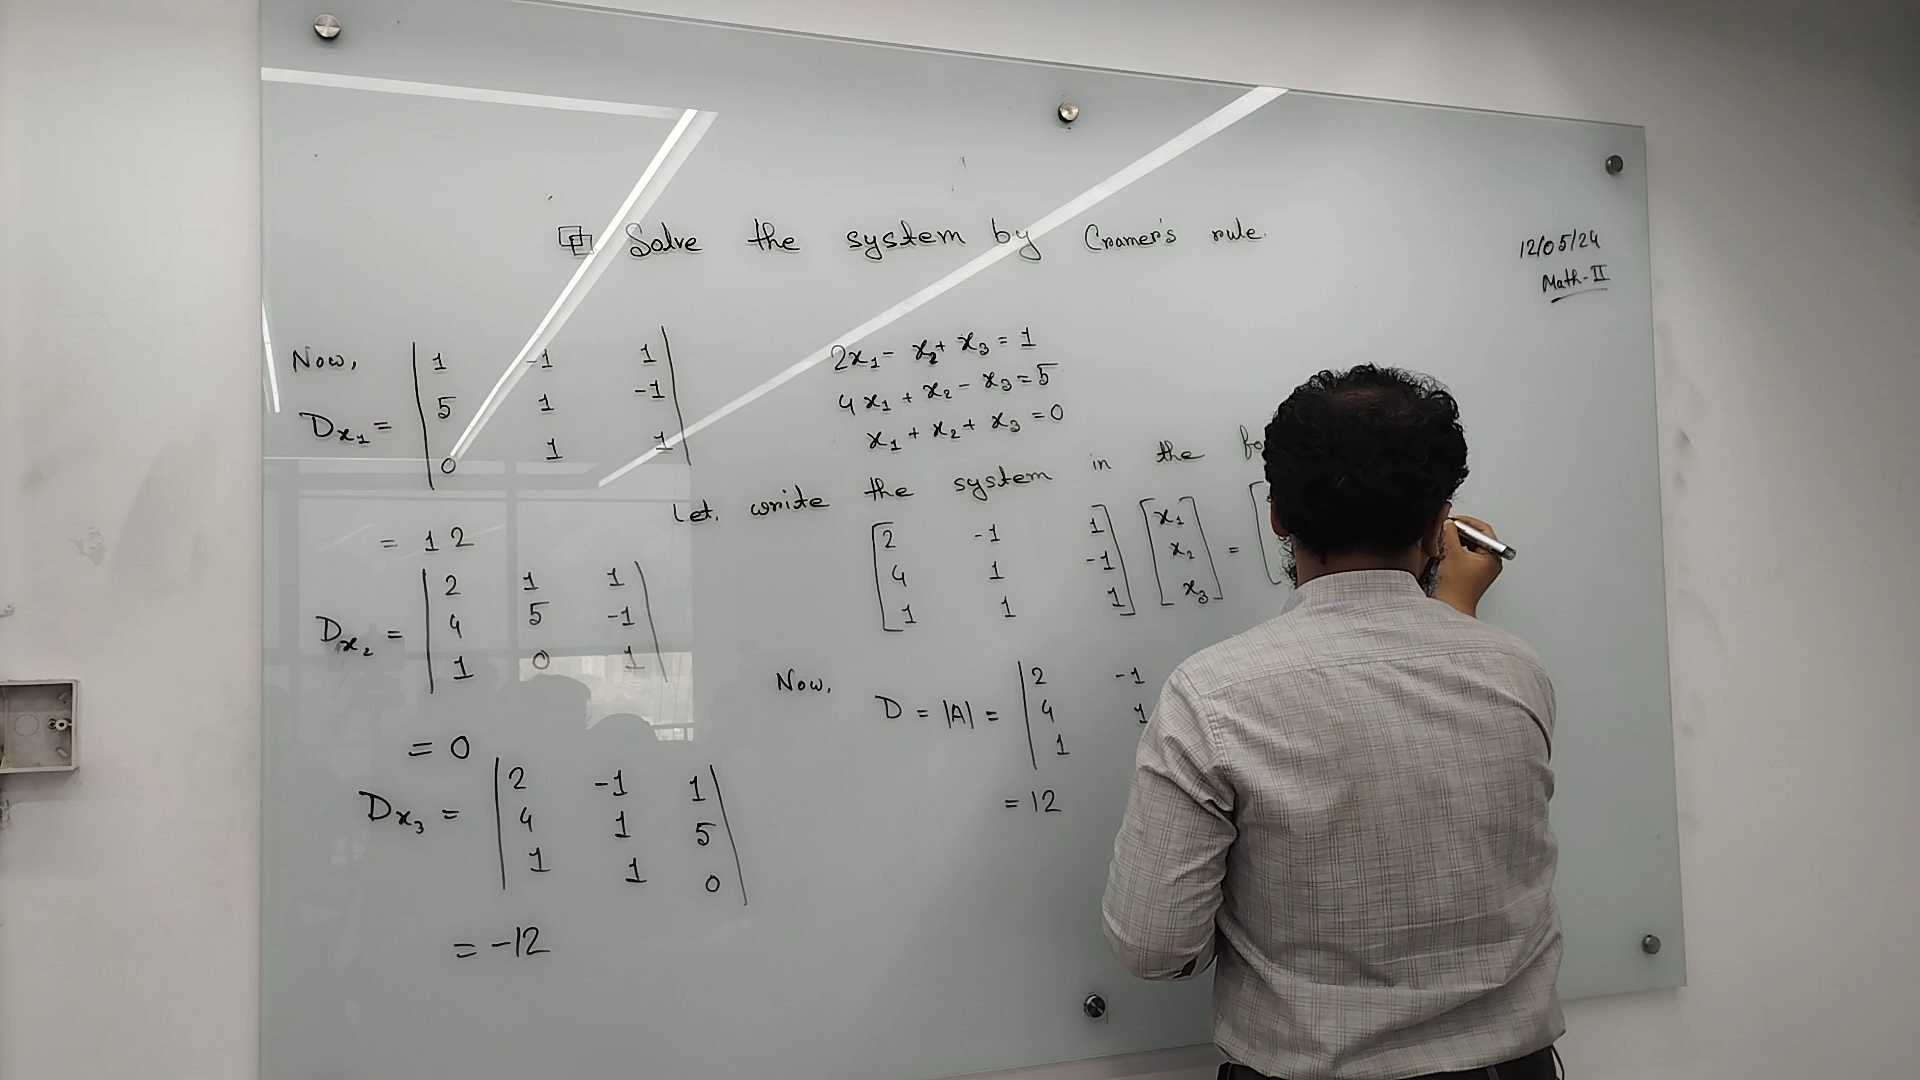 Solve the system by Cramer's rule.
12/05/24
Math-II
2x₁ - x₂ + x₃ = 1
4x₁ + x₂ - x₃ = 5
x₁ + x₂ + x₃ = 0
Let, write the system in the
[2 -1 1] [x₁]
[4 1 -1] [x₂] = [
[1 1 1] [x₃]
Now,
D = |A| =
|2 -1
|4 1
|1
= 12
Now,
Dx₁ =
|1 -1 1|
|5 1 -1|
|0 1 1|
= 12
Dx₂ =
|2 1 1|
|4 5 -1|
|1 0 1|
= 0
Dx₃ =
|2 -1 1|
|4 1 5|
|1 1 0|
= -12